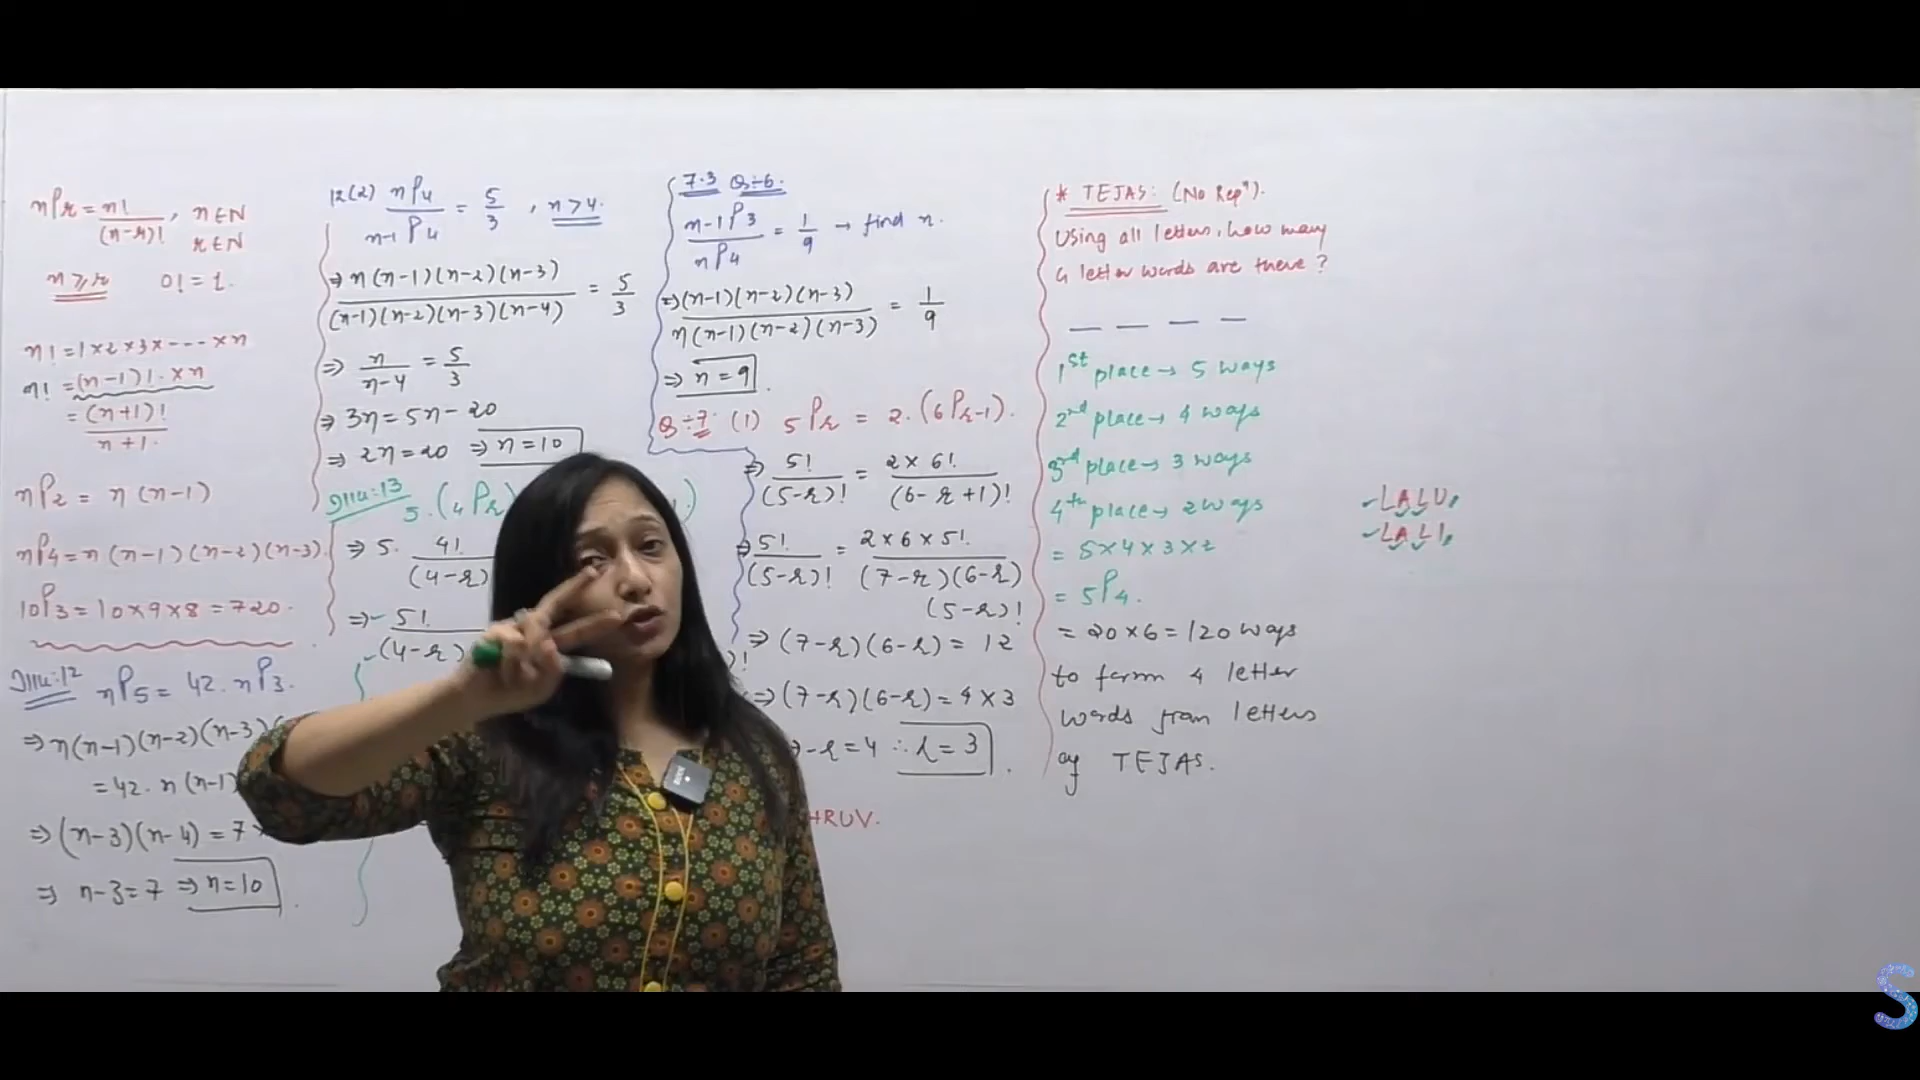 nPr = n! / (n-r)! , n∈N
r∈N
n ≥ r 0! = 1.
n! = 1×2×3×----×n
n! = (n-1)! × n
= (n+1)! / n+1.
nP2 = n(n-1)
nP4 = n(n-1)(n-2)(n-3).
10P3 = 10×9×8 = 720.
Illu:12 nP5 = 42. nP3.
⇒ n(n-1)(n-2)(n-3)
= 42. n(n-1)
⇒ (n-3)(n-4) = 7
⇒ n-3 = 7 ⇒ n = 10.
12(2) nP4 / n-1P4 = 5/3 , n > 4.
⇒ n(n-1)(n-2)(n-3) / (n-1)(n-2)(n-3)(n-4) = 5/3
⇒ n / n-4 = 5/3
⇒ 3n = 5n - 20
⇒ 2n = 20 ⇒ n = 10
Illu:13 5.(4Pr)
⇒ 5. 4! / (4-r)
⇒ 5! / (4-r)
7.3 Q÷6.
n-1P3 / nP4 = 1/9 → find n.
⇒ (n-1)(n-2)(n-3) / n(n-1)(n-2)(n-3) = 1/9
⇒ n = 9.
Q÷7. (1) 5Pr = 2.(6Pr-1).
⇒ 5! / (5-r)! = 2×6! / (6-r+1)!
⇒ 5! / (5-r)! = 2×6×5! / (7-r)(6-r)
(5-r)!
⇒ (7-r)(6-r) = 12
⇒ (7-r)(6-r) = 4×3
-r = 4 ∴ r = 3.
HRUV.
* TEJAS: (No Repⁿ).
Using all letters, how many
4 letter words are there?
— — — —
1st place → 5 ways
2nd place → 4 ways
3rd place → 3 ways
4th place → 2 ways
= 5×4×3×2
= 5P4.
= 20×6 = 120 ways
to form 4 letter
words from letters
of TEJAS.
LALU,
LALI,
S